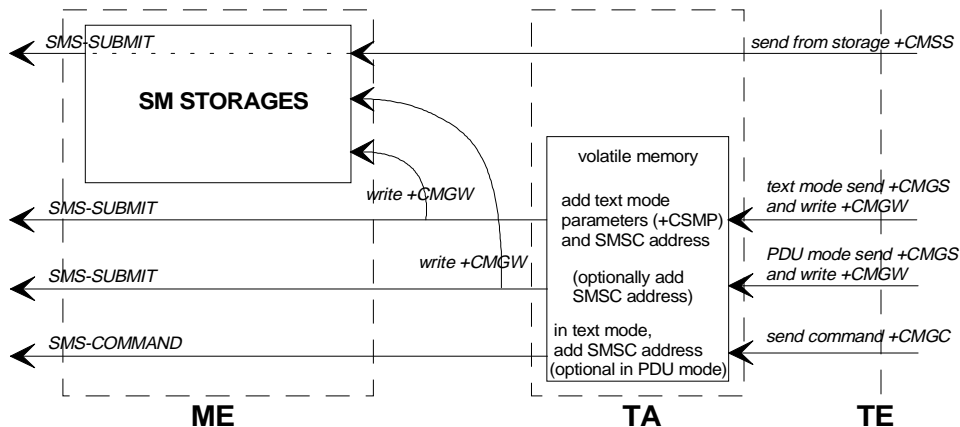 SMS-SUBMIT
send from storage +CMSS
SM STORAGES
volatile memory
write +CMGW
add text mode
parameters (+CSMP)
and SMSC address
text mode send +CMGS
and write +CMGW
SMS-SUBMIT
write +CMGW
PDU mode send +CMGS
and write +CMGW
SMS-SUBMIT
(optionally add
SMSC address)
in text mode,
add SMSC address
(optional in PDU mode)
send command +CMGC
SMS-COMMAND
ME
TA
TE